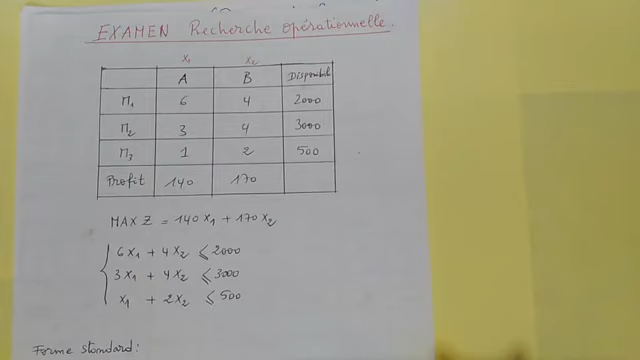 EXAMEN Recherche opérationnelle.
X1 X2
A B Disponibil
M1 6 4 2000
M2 3 4 3000
M3 1 2 500
Profit 140 170
MAX Z = 140 X1 + 170 X2
6X1 + 4X2 ≤ 2000
3X1 + 4X2 ≤ 3000
X1 + 2X2 ≤ 500
Forme standard: